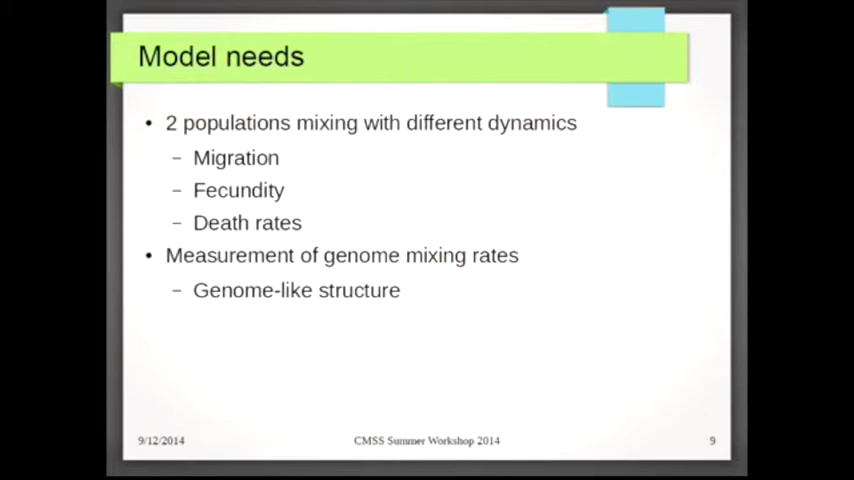 Model needs
• 2 populations mixing with different dynamics
– Migration
– Fecundity
– Death rates
• Measurement of genome mixing rates
– Genome-like structure
9/12/2014 CMSS Summer Workshop 2014 9